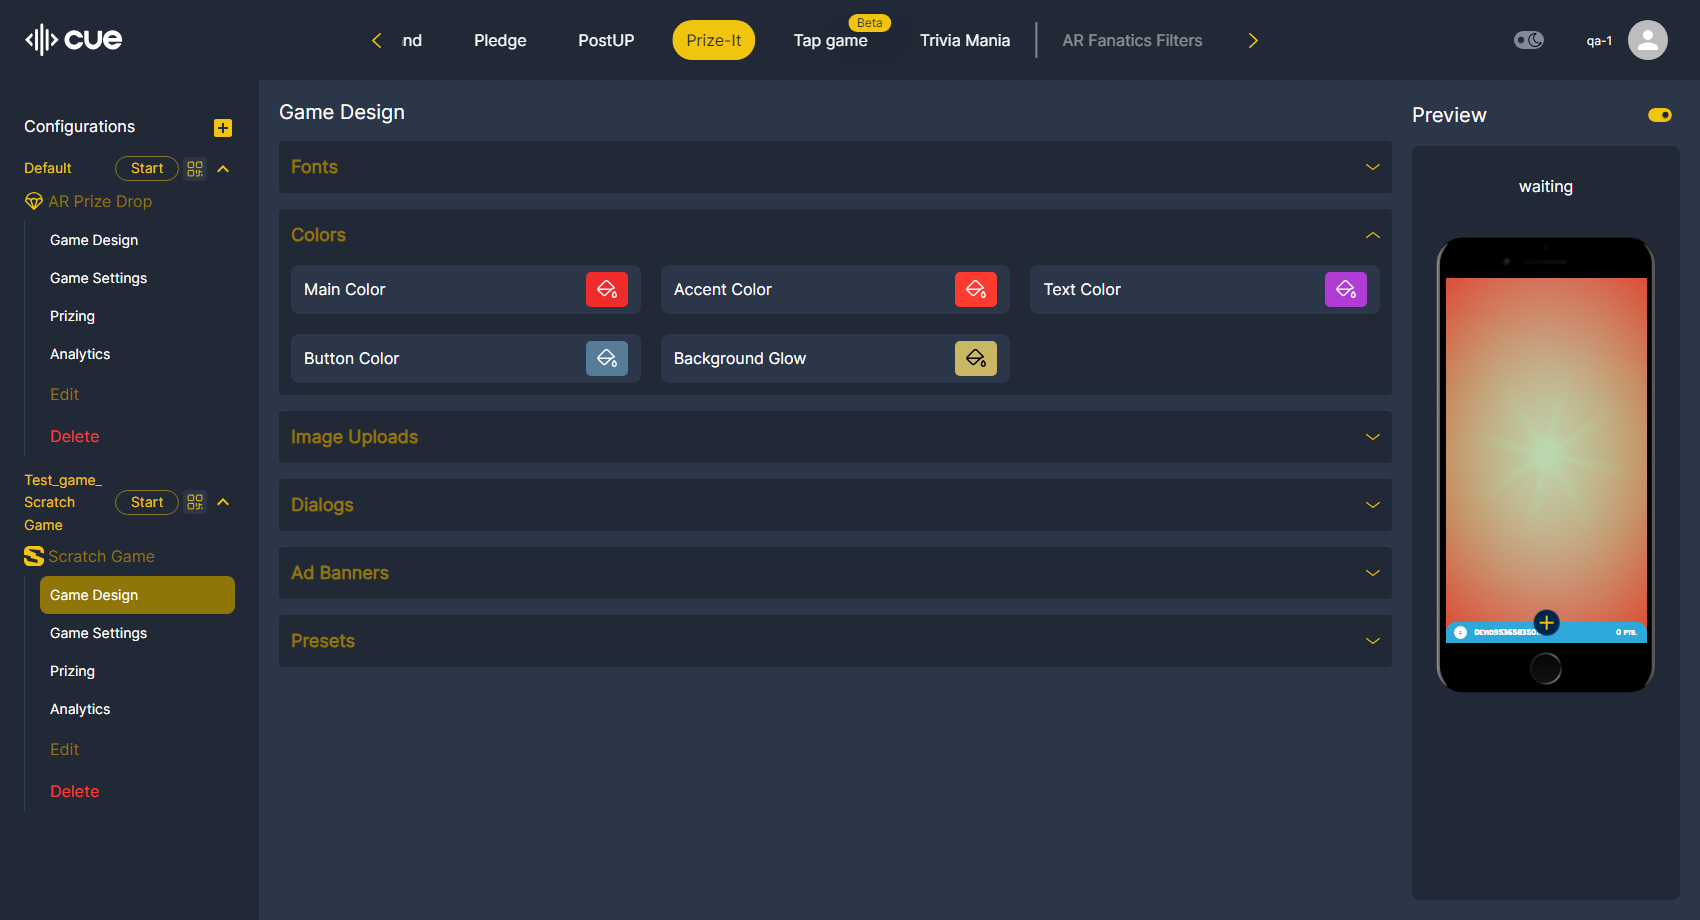 cue
nd
Pledge
PostUP
Prize-It
Tap game
Beta
Trivia Mania
AR Fanatics Filters
qa-1
Configurations
Default
Start
AR Prize Drop
Game Design
Game Settings
Prizing
Analytics
Edit
Delete
Test_game_
Scratch
Game
Start
Scratch Game
Game Design
Game Settings
Prizing
Analytics
Edit
Delete
Game Design
Fonts
Colors
Main Color
Accent Color
Text Color
Button Color
Background Glow
Image Uploads
Dialogs
Ad Banners
Presets
Preview
waiting
0 PTS.